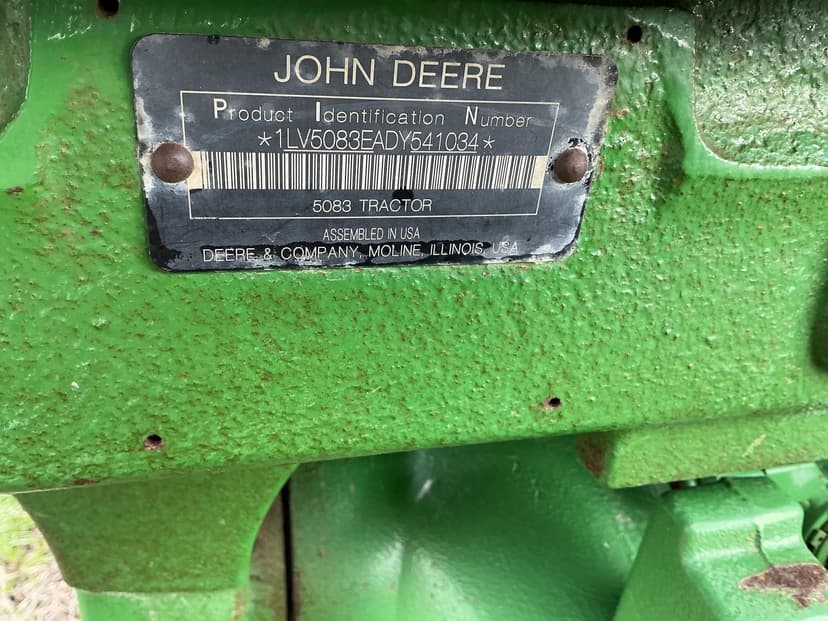 JOHN DEERE
Product Identification Number
*1LV5083EADY541034*
5083 TRACTOR
ASSEMBLED IN USA
DEERE & COMPANY, MOLINE, ILLINOIS, USA